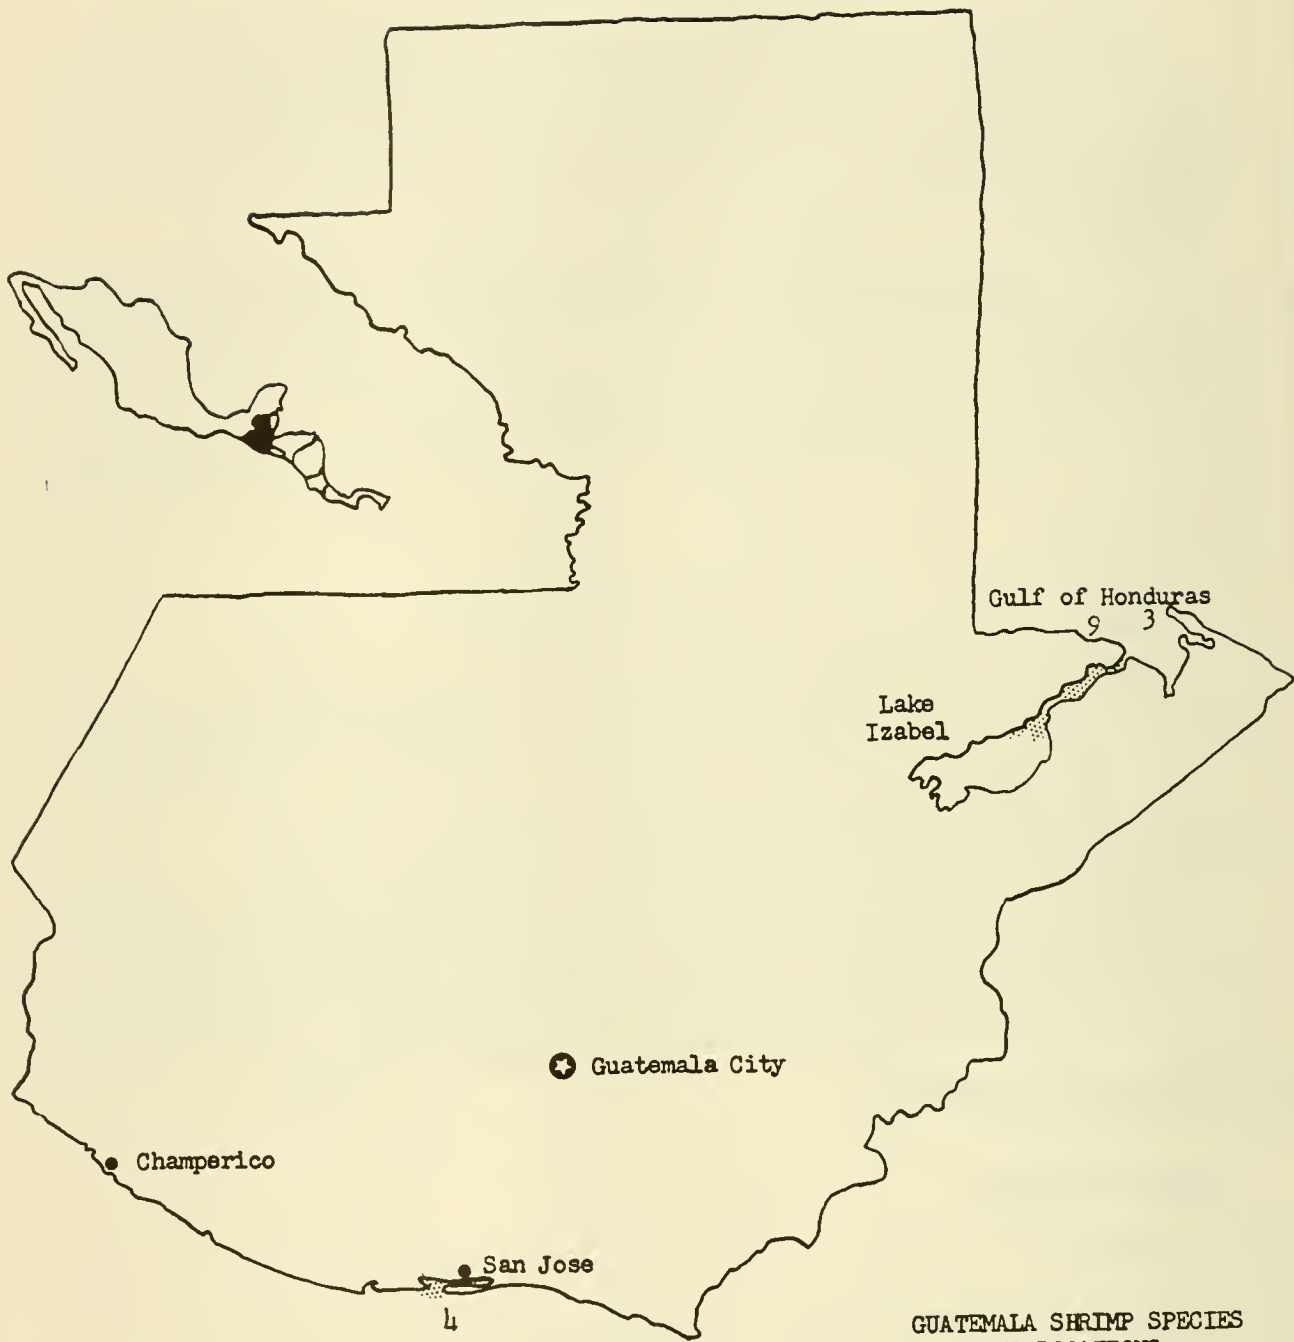 Gulf of Honduras
9 3
Lake
Izabel
Guatemala City
Champerico
San Jose
4
GUATEMALA SHRIMP SPECIES